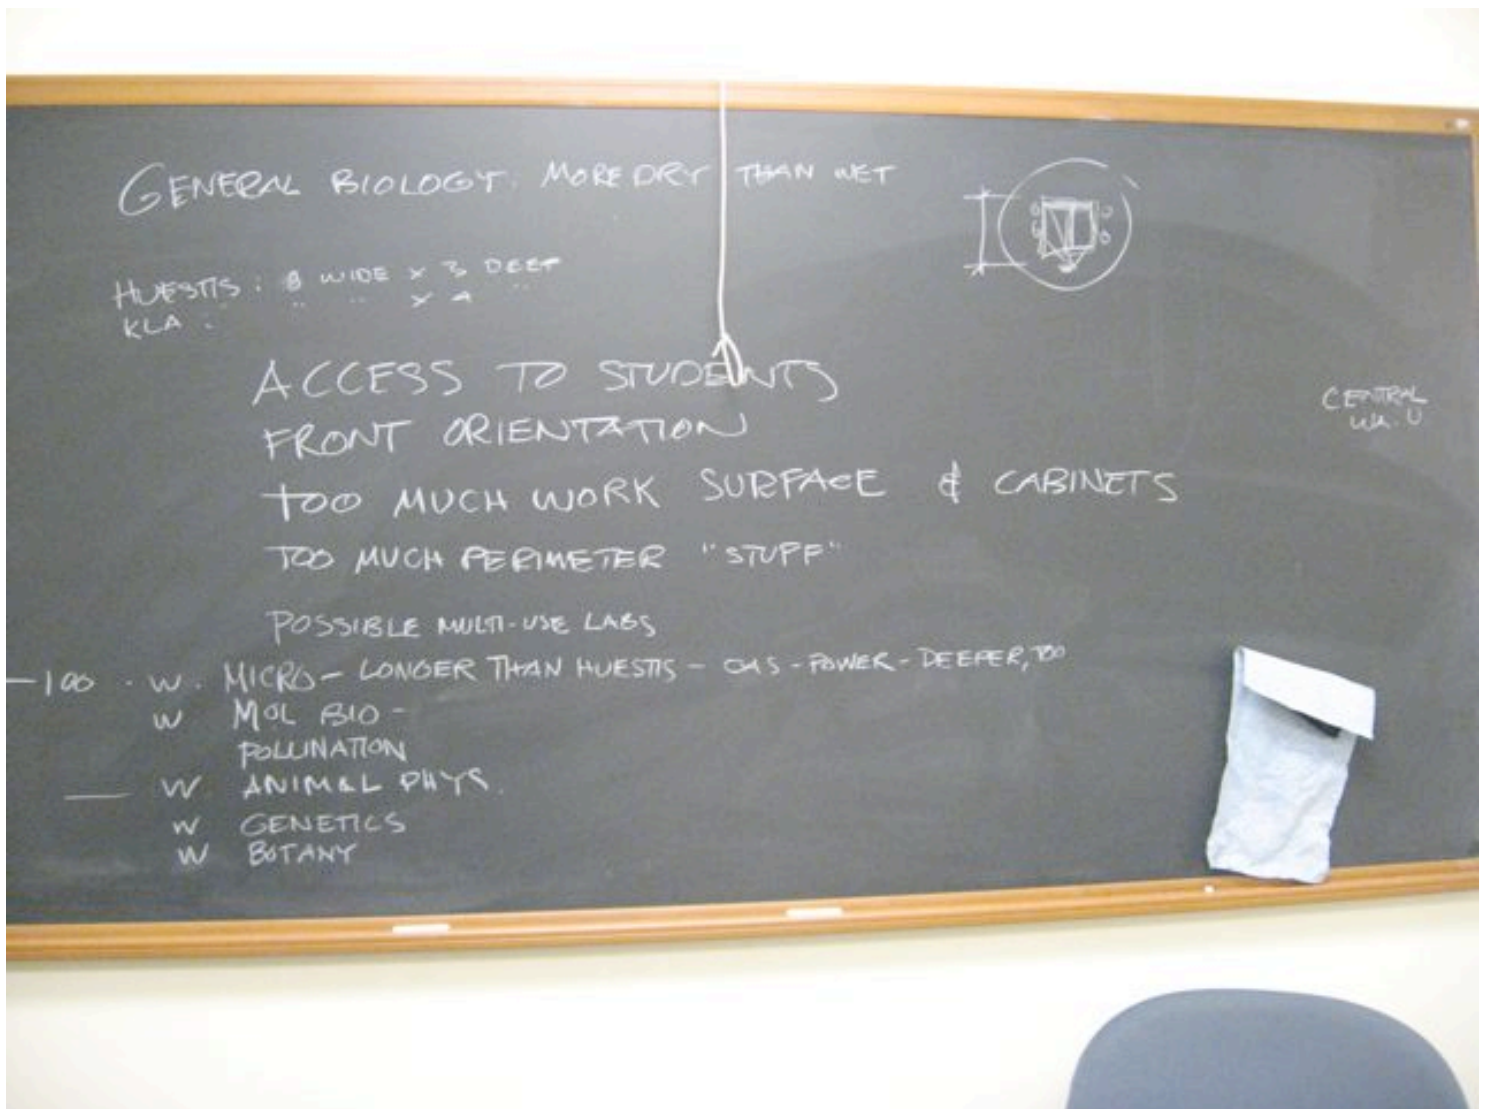 GENERAL BIOLOGY: MORE DRY THAN WET
HUESTIS: 8 WIDE x 3 DEEP
KLA: " " x 4 "
ACCESS TO STUDENTS
FRONT ORIENTATION
TOO MUCH WORK SURFACE & CABINETS
TOO MUCH PERIMETER "STUFF"
POSSIBLE MULTI-USE LABS
—100 · W. MICRO – LONGER THAN HUESTIS – GAS – POWER – DEEPER, TOO
W MOL BIO –
POLLINATION
— W ANIMAL PHYS.
W GENETICS
W BOTANY
CENTRAL
WA. U